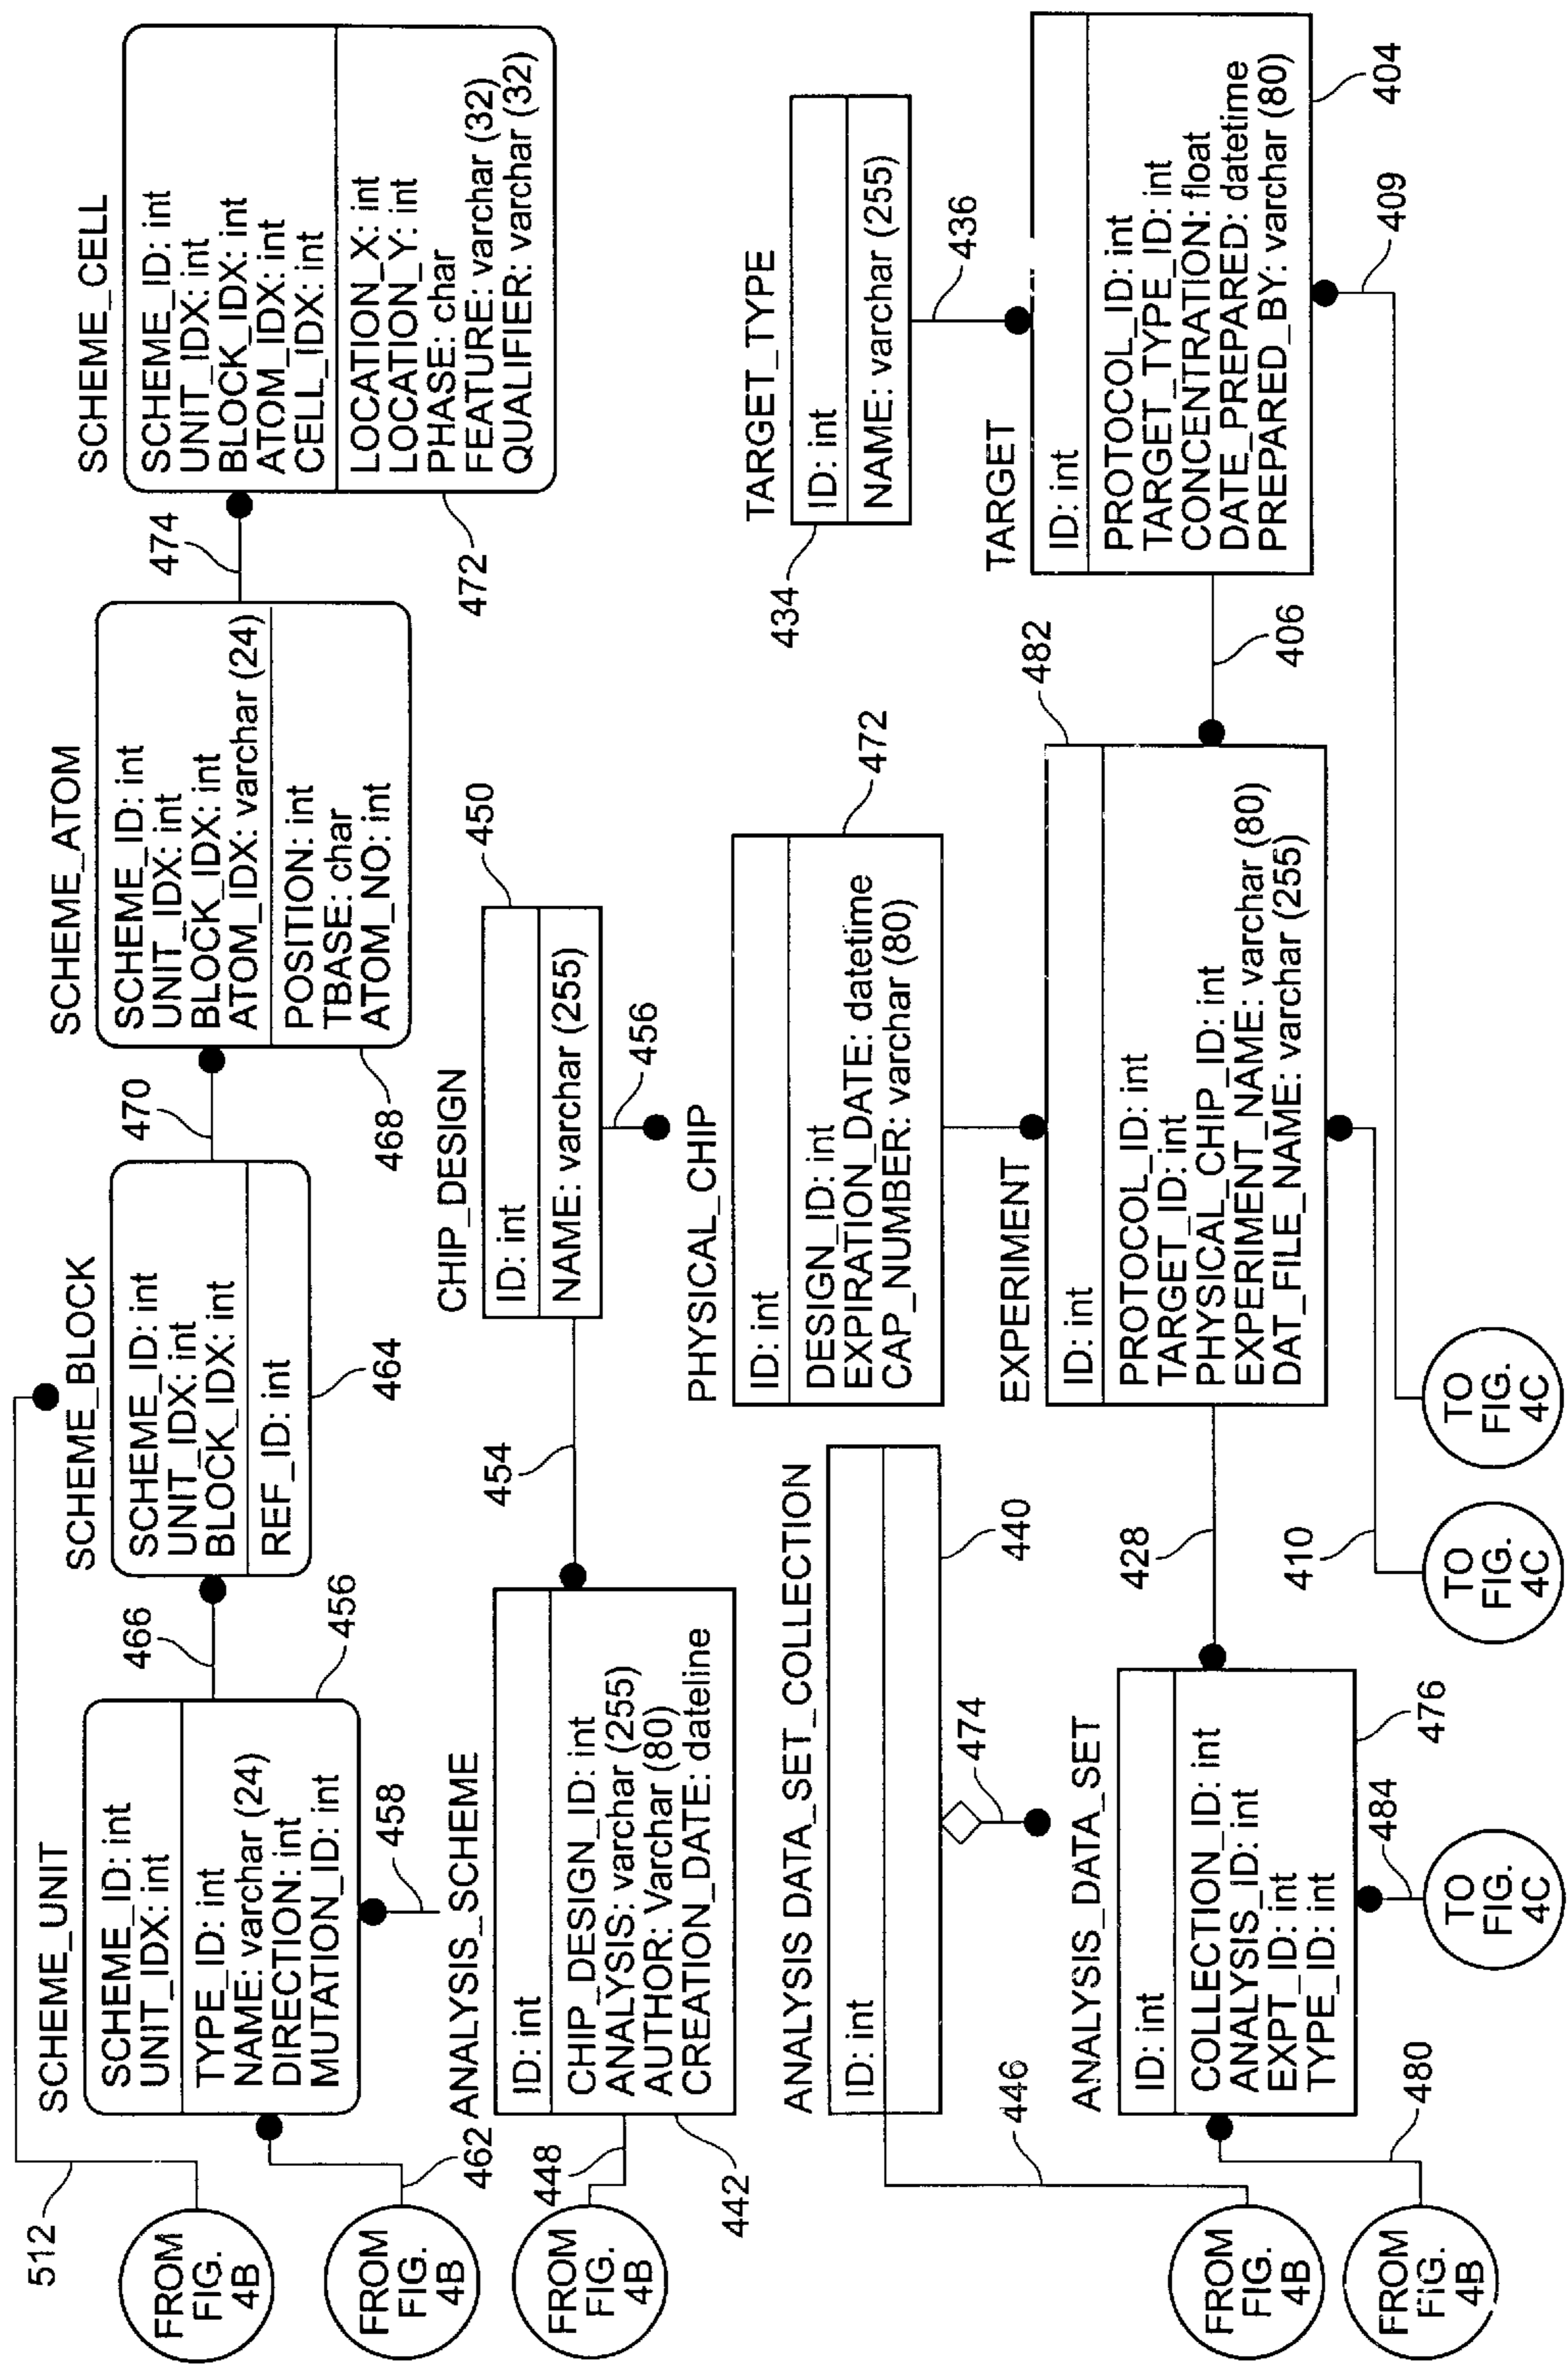 512
FROM
FIG.
4B
SCHEME_UNIT
SCHEME_ID: int
UNIT_IDX: int
TYPE_ID: int
NAME: varchar (24)
DIRECTION: int
MUTATION_ID: int
456
466
SCHEME_BLOCK
SCHEME_ID: int
UNIT_IDX: int
BLOCK_IDX: int
REF_ID: int
464
470
SCHEME_ATOM
SCHEME_ID: int
UNIT_IDX: int
BLOCK_IDX: int
ATOM_IDX: varchar (24)
POSITION: int
TBASE: char
ATOM_NO: int
468
474
SCHEME_CELL
SCHEME_ID: int
UNIT_IDX: int
BLOCK_IDX: int
ATOM_IDX: int
CELL_IDX: int
LOCATION_X: int
LOCATION_Y: int
PHASE: char
FEATURE: varchar (32)
QUALIFIER: varchar (32)
472
FROM
FIG.
4B
462
458
ANALYSIS_SCHEME
ID: int
CHIP_DESIGN_ID: int
ANALYSIS: varchar (255)
AUTHOR: Varchar (80)
CREATION_DATE: dateline
448
442
FROM
FIG.
4B
454
CHIP_DESIGN
ID: int
NAME: varchar (255)
450
456
PHYSICAL_CHIP
ID: int
DESIGN_ID: int
EXPIRATION_DATE: datetime
CAP_NUMBER: varchar (80)
472
TARGET_TYPE
ID: int
NAME: varchar (255)
434
436
ANALYSIS DATA_SET_COLLECTION
ID: int
440
446
474
FROM
FIG.
4B
ANALYSIS_DATA_SET
ID: int
COLLECTION_ID: int
ANALYSIS_ID: int
EXPT_ID: int
TYPE_ID: int
476
480
484
FROM
FIG.
4B
428
EXPERIMENT
ID: int
PROTOCOL_ID: int
TARGET_ID: int
PHYSICAL_CHIP_ID: int
EXPERIMENT_NAME: varchar (80)
DAT_FILE_NAME: varchar (255)
482
406
TARGET
ID: int
PROTOCOL_ID: int
TARGET_TYPE_ID: int
CONCENTRATION: float
DATE_PREPARED: datetime
PREPARED_BY: varchar (80)
404
409
410
TO
FIG.
4C
TO
FIG.
4C
TO
FIG.
4C